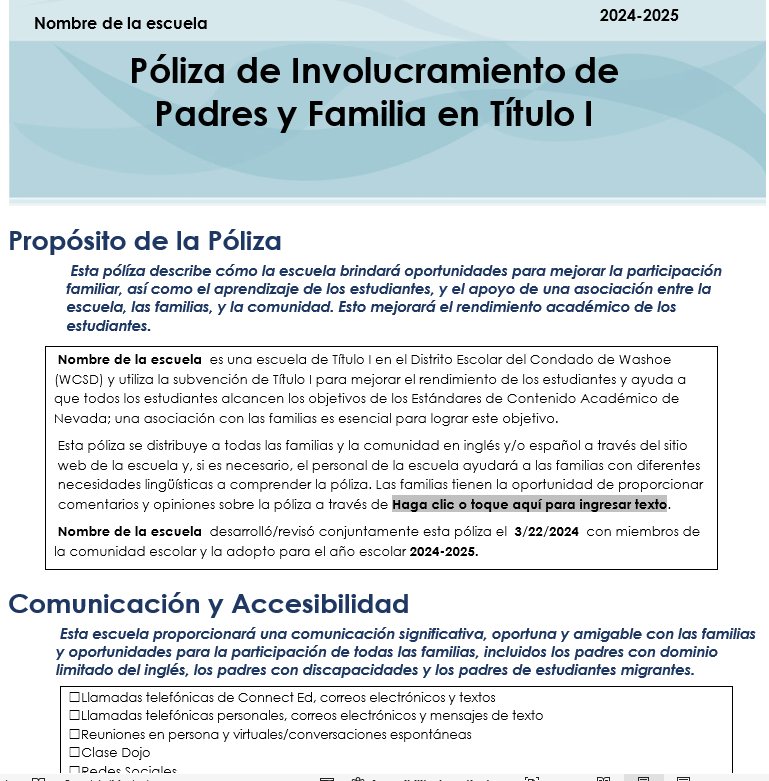 Nombre de la escuela
2024-2025
Póliza de Involucramiento de
Padres y Familia en Título I
Propósito de la Póliza
Esta pólíza describe cómo la escuela brindará oportunidades para mejorar la participación
familiar, así como el aprendizaje de los estudiantes, y el apoyo de una asociación entre la
escuela, las familias, y la comunidad. Esto mejorará el rendimiento académico de los
estudiantes.
Nombre de la escuela es una escuela de Título I en el Distrito Escolar del Condado de Washoe
(WCSD) y utiliza la subvención de Título I para mejorar el rendimiento de los estudiantes y ayuda a
que todos los estudiantes alcancen los objetivos de los Estándares de Contenido Académico de
Nevada; una asociación con las familias es esencial para lograr este objetivo.
Esta póliza se distribuye a todas las familias y la comunidad en inglés y/o español a través del sitio
web de la escuela y, si es necesario, el personal de la escuela ayudará a las familias con diferentes
necesidades lingüísticas a comprender la póliza. Las familias tienen la oportunidad de proporcionar
comentarios y opiniones sobre la póliza a través de Haga clic o toque aquí para ingresar texto.
Nombre de la escuela desarrolló/revisó conjuntamente esta póliza el 3/22/2024 con miembros de
la comunidad escolar y la adopto para el año escolar 2024-2025.
Comunicación y Accesibilidad
Esta escuela proporcionará una comunicación significativa, oportuna y amigable con las familias
y oportunidades para la participación de todas las familias, incluidos los padres con dominio
limitado del inglés, los padres con discapacidades y los padres de estudiantes migrantes.
☐Llamadas telefónicas de Connect Ed, correos electrónicos y textos
☐Llamadas telefónicas personales, correos electrónicos y mensajes de texto
☐Reuniones en persona y virtuales/conversaciones espontáneas
☐Clase Dojo
☐Redes Sociales